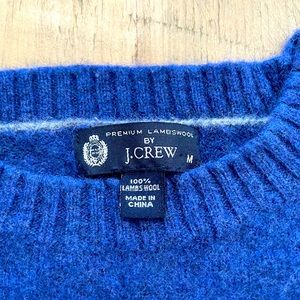 PREMIUM LAMBSWOOL
BY
J.CREW
M
100%
LAMBSWOOL
MADE IN
CHINA